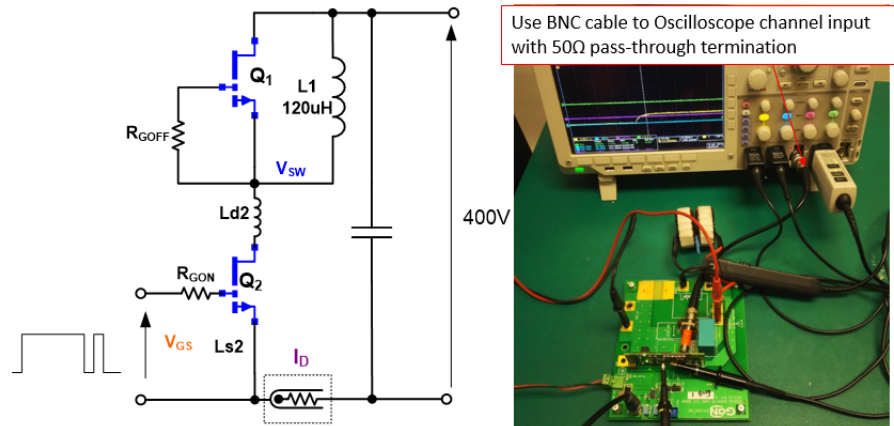 Use BNC cable to Oscilloscope channel input
with 50Ω pass-through termination
Q1
L1
120uH
RGOFF
VSW
Ld2
400V
RGON
Q2
VGS
Ls2
ID
GaN